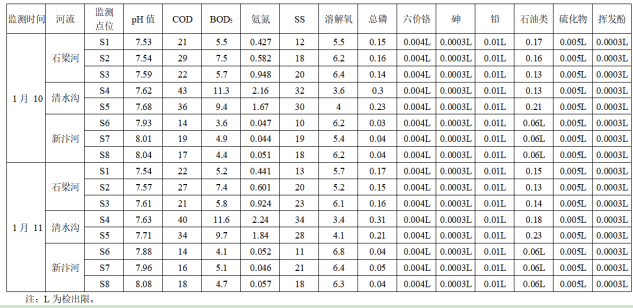 监测时间 河流 监测点位 pH 值 COD BOD₅ 氨氮 SS 溶解氧 总磷 六价铬 砷 铅 石油类 硫化物 挥发酚
1 月 10 石梁河 S1 7.53 21 5.5 0.427 12 5.5 0.15 0.004L 0.0003L 0.01L 0.17 0.005L 0.0003L
S2 7.54 29 7.5 0.582 18 6.2 0.16 0.004L 0.0003L 0.01L 0.16 0.005L 0.0003L
S3 7.59 22 5.7 0.948 20 6.4 0.14 0.004L 0.0003L 0.01L 0.13 0.005L 0.0003L
清水沟 S4 7.62 43 11.3 2.16 32 3.6 0.3 0.004L 0.0003L 0.01L 0.13 0.005L 0.0003L
S5 7.68 36 9.4 1.67 30 4 0.23 0.004L 0.0003L 0.01L 0.21 0.005L 0.0003L
新汴河 S6 7.93 14 3.6 0.047 10 6.2 0.03 0.004L 0.0003L 0.01L 0.06L 0.005L 0.0003L
S7 8.01 19 4.9 0.044 19 5.4 0.04 0.004L 0.0003L 0.01L 0.06L 0.005L 0.0003L
S8 8.04 17 4.4 0.051 18 6.2 0.04 0.004L 0.0003L 0.01L 0.06L 0.005L 0.0003L
1 月 11 石梁河 S1 7.54 22 5.2 0.441 13 5.7 0.17 0.004L 0.0003L 0.01L 0.15 0.005L 0.0003L
S2 7.57 27 7.4 0.601 20 5.2 0.15 0.004L 0.0003L 0.01L 0.13 0.005L 0.0003L
S3 7.61 21 5.8 0.924 23 6.1 0.16 0.004L 0.0003L 0.01L 0.14 0.005L 0.0003L
清水沟 S4 7.63 40 11.6 2.24 34 3.4 0.31 0.004L 0.0003L 0.01L 0.18 0.005L 0.0003L
S5 7.71 34 9.7 1.84 28 4.1 0.21 0.004L 0.0003L 0.01L 0.23 0.005L 0.0003L
新汴河 S6 7.88 14 4.1 0.052 11 6.8 0.04 0.004L 0.0003L 0.01L 0.06L 0.005L 0.0003L
S7 7.96 16 5.1 0.046 21 6.4 0.05 0.004L 0.0003L 0.01L 0.06L 0.005L 0.0003L
S8 8.08 18 4.7 0.057 18 6.3 0.04 0.004L 0.0003L 0.01L 0.06L 0.005L 0.0003L
注：L 为检出限。